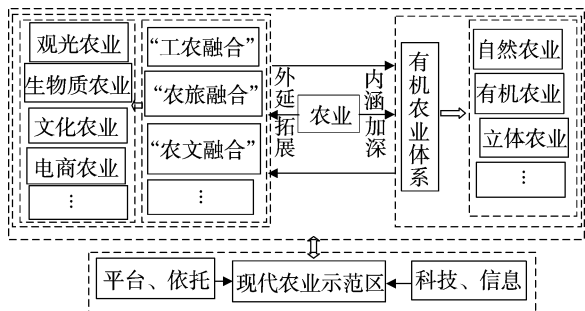 观光农业
生物质农业
文化农业
电商农业
⋮
“工农融合”
“农旅融合”
“农文融合”
⋮
外延拓展
农业
内涵加深
有机农业体系
自然农业
有机农业
立体农业
⋮
平台、依托
现代农业示范区
科技、信息